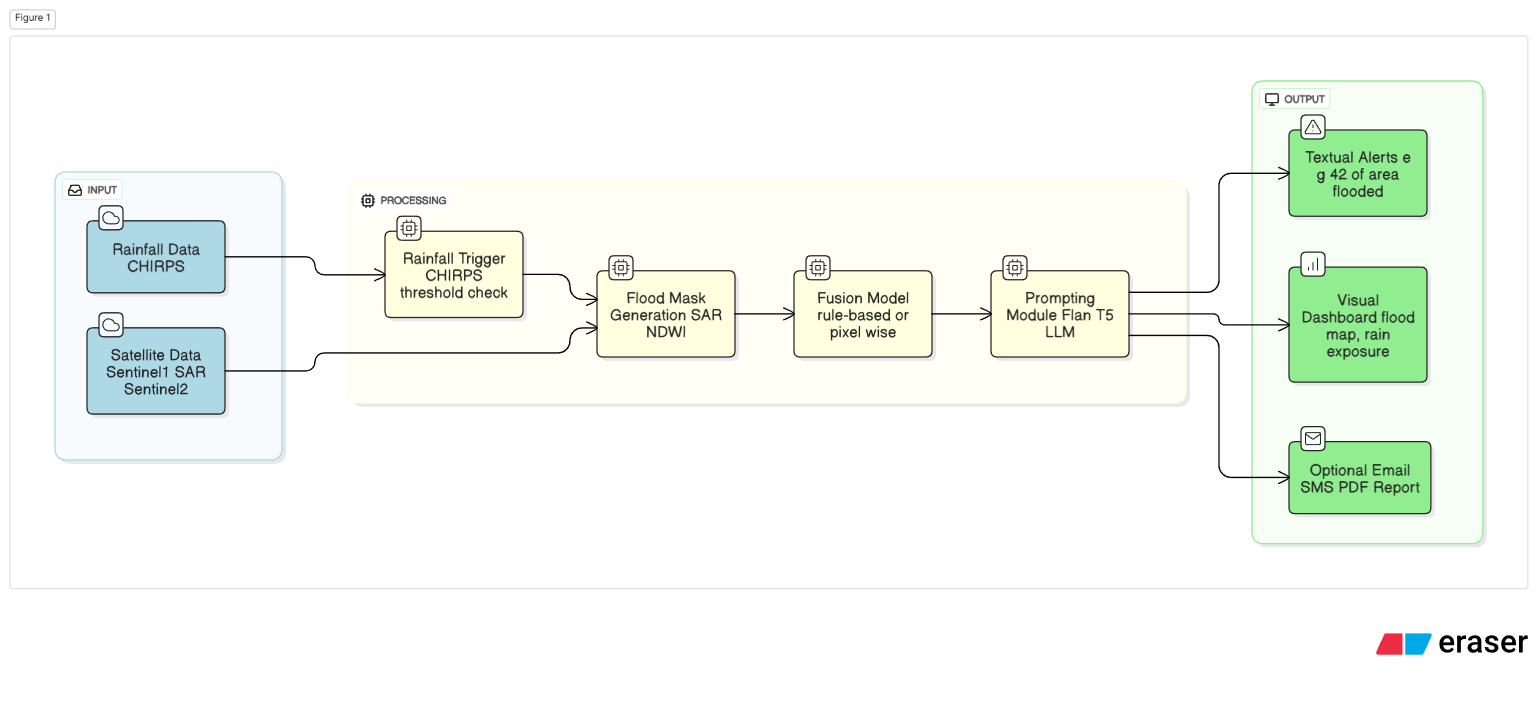 Figure 1
INPUT
Rainfall Data
CHIRPS
Satellite Data
Sentinel1 SAR
Sentinel2
PROCESSING
Rainfall Trigger
CHIRPS
threshold check
Flood Mask
Generation SAR
NDWI
Fusion Model
rule-based or
pixel wise
Prompting
Module Flan T5
LLM
OUTPUT
Textual Alerts e
g 42 of area
flooded
Visual
Dashboard flood
map, rain
exposure
Optional Email
SMS PDF Report
eraser